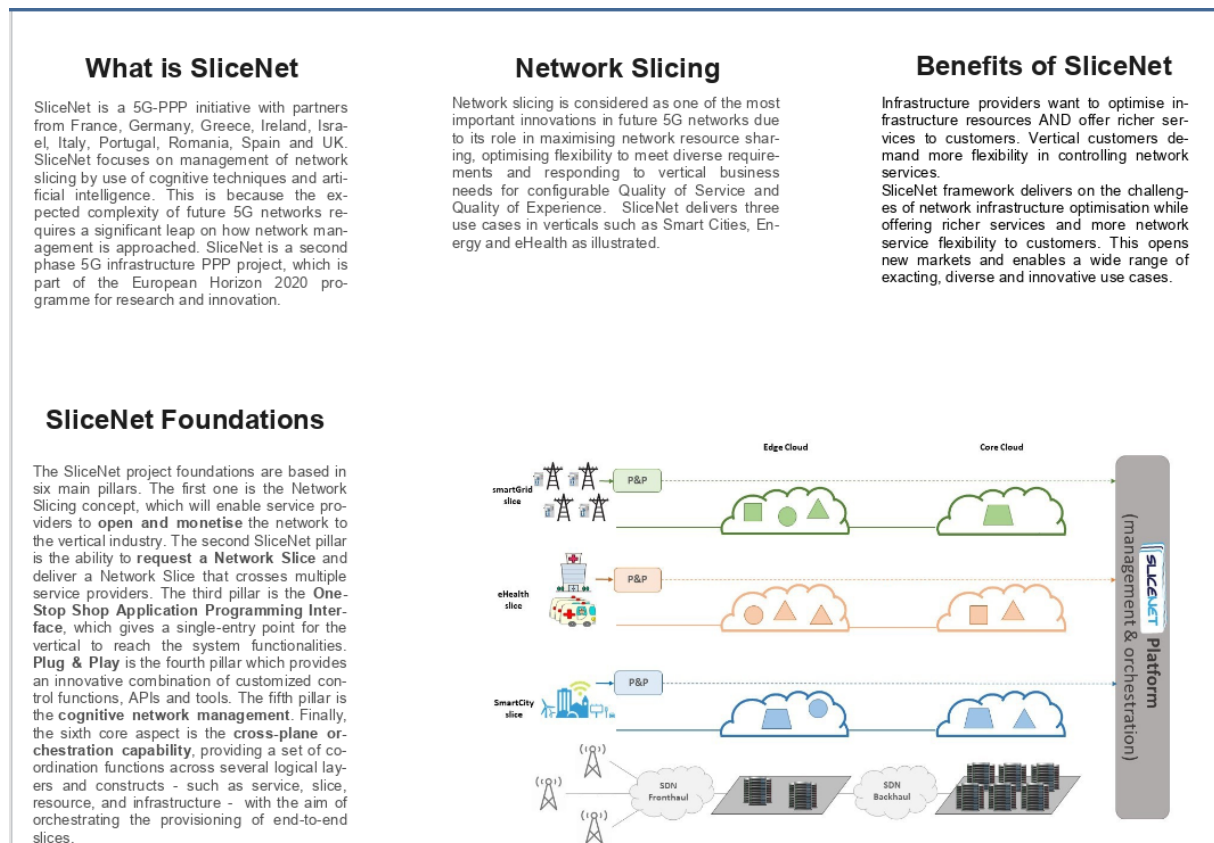 What is SliceNet
SliceNet is a 5G-PPP initiative with partners
from France, Germany, Greece, Ireland, Isra-
el, Italy, Portugal, Romania, Spain and UK.
SliceNet focuses on management of network
slicing by use of cognitive techniques and arti-
ficial intelligence. This is because the ex-
pected complexity of future 5G networks re-
quires a significant leap on how network man-
agement is approached. SliceNet is a second
phase 5G infrastructure PPP project, which is
part of the European Horizon 2020 pro-
gramme for research and innovation.
Network Slicing
Network slicing is considered as one of the most
important innovations in future 5G networks due
to its role in maximising network resource shar-
ing, optimising flexibility to meet diverse require-
ments and responding to vertical business
needs for configurable Quality of Service and
Quality of Experience. SliceNet delivers three
use cases in verticals such as Smart Cities, En-
ergy and eHealth as illustrated.
Benefits of SliceNet
Infrastructure providers want to optimise in-
frastructure resources AND offer richer ser-
vices to customers. Vertical customers de-
mand more flexibility in controlling network
services.
SliceNet framework delivers on the challeng-
es of network infrastructure optimisation while
offering richer services and more network
service flexibility to customers. This opens
new markets and enables a wide range of
exacting, diverse and innovative use cases.
SliceNet Foundations
The SliceNet project foundations are based in
six main pillars. The first one is the Network
Slicing concept, which will enable service pro-
viders to open and monetise the network to
the vertical industry. The second SliceNet pillar
is the ability to request a Network Slice and
deliver a Network Slice that crosses multiple
service providers. The third pillar is the One-
Stop Shop Application Programming Inter-
face, which gives a single-entry point for the
vertical to reach the system functionalities.
Plug & Play is the fourth pillar which provides
an innovative combination of customized con-
trol functions, APIs and tools. The fifth pillar is
the cognitive network management. Finally,
the sixth core aspect is the cross-plane or-
chestration capability, providing a set of co-
ordination functions across several logical lay-
ers and constructs - such as service, slice,
resource, and infrastructure - with the aim of
orchestrating the provisioning of end-to-end
slices.
Edge Cloud
Core Cloud
smartGrid
slice
P&P
eHealth
slice
P&P
SmartCity
slice
P&P
SDN
Fronthaul
SDN
Backhaul
SLICENET
Platform
(management & orchestration)